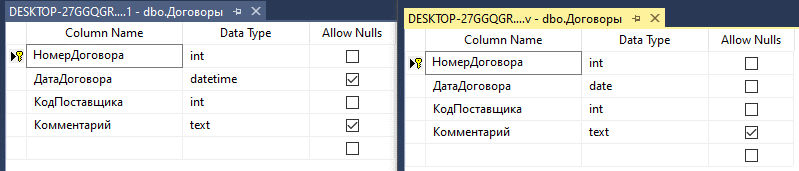 DESKTOP-27GGQGR....1 - dbo.Договоры
Column Name Data Type Allow Nulls
НомерДоговора int
ДатаДоговора datetime
КодПоставщика int
Комментарий text
DESKTOP-27GGQGR....v - dbo.Договоры
Column Name Data Type Allow Nulls
НомерДоговора int
ДатаДоговора date
КодПоставщика int
Комментарий text